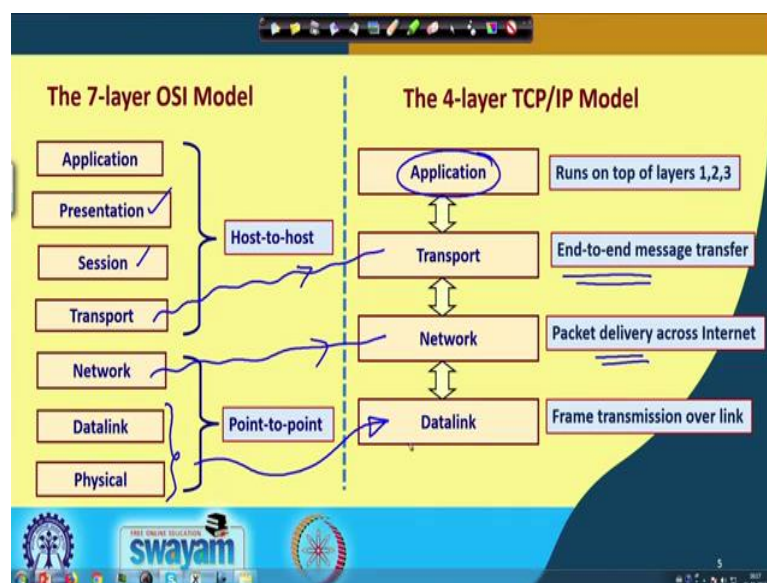 The 7-layer OSI Model
Application
Presentation
Session
Transport
Network
Datalink
Physical
Host-to-host
Point-to-point
The 4-layer TCP/IP Model
Application
Runs on top of layers 1,2,3
Transport
End-to-end message transfer
Network
Packet delivery across Internet
Datalink
Frame transmission over link
FREE ONLINE EDUCATION
swayam
5